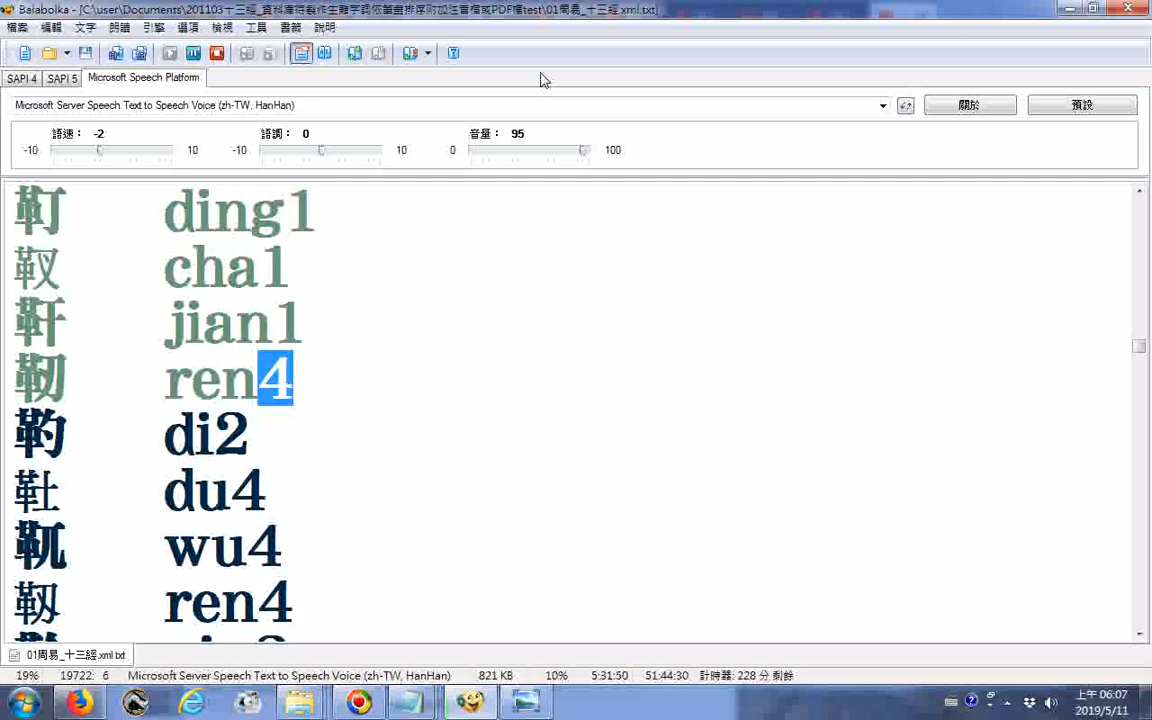 Balabolka - [C:\user\Documents\201103十三經_資料庫待製作生難字詞依筆畫排序附加注音檔或PDF檔test\01周易_十三經xml.txt]
檔案 編輯 文字 朗讀 引擎 選項 檢視 工具 書籤 說明
SAPI 4 SAPI 5 Microsoft Speech Platform
Microsoft Server Speech Text to Speech Voice (zh-TW, HanHan) 關於 預設
語速： -2 語調： 0 音量： 95
-10 10 -10 10 0 100
靪 ding1
靫 cha1
靬 jian1
靭 ren4
靮 di2
靯 du4
靰 wu4
靱 ren4
01周易_十三經.xml.txt
19% 19722: 6 Microsoft Server Speech Text to Speech Voice (zh-TW, HanHan) 821 KB 10% 5:31:50 51:44:30 計時器: 228 分 剩餘
上午 06:07
2019/5/11